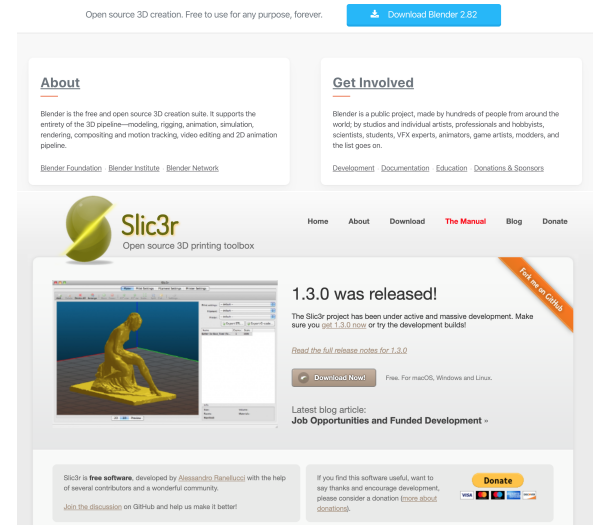 Open source 3D creation. Free to use for any purpose, forever.
Download Blender 2.82
About
Blender is the free and open source 3D creation suite. It supports the
entirety of the 3D pipeline—modeling, rigging, animation, simulation,
rendering, compositing and motion tracking, video editing and 2D animation
pipeline.
Blender Foundation · Blender Institute · Blender Network
Get Involved
Blender is a public project, made by hundreds of people from around the
world; by studios and individual artists, professionals and hobbyists,
scientists, students, VFX experts, animators, game artists, modders, and
the list goes on.
Development · Documentation · Education · Donations & Sponsors
Slic3r
Open source 3D printing toolbox
Home About Download The Manual Blog Donate
Fork me on GitHub
1.3.0 was released!
The Slic3r project has been under active and massive development. Make
sure you get 1.3.0 now or try the development builds!
Read the full release notes for 1.3.0
Download Now!
Free. For macOS, Windows and Linux.
Latest blog article:
Job Opportunities and Funded Development »
Slic3r is free software, developed by Alessandro Ranellucci with the help
of several contributors and a wonderful community.
Join the discussion on GitHub and help us make it better!
If you find this software useful, want to
say thanks and encourage development,
please consider a donation (more about
donations).
Donate
VISA